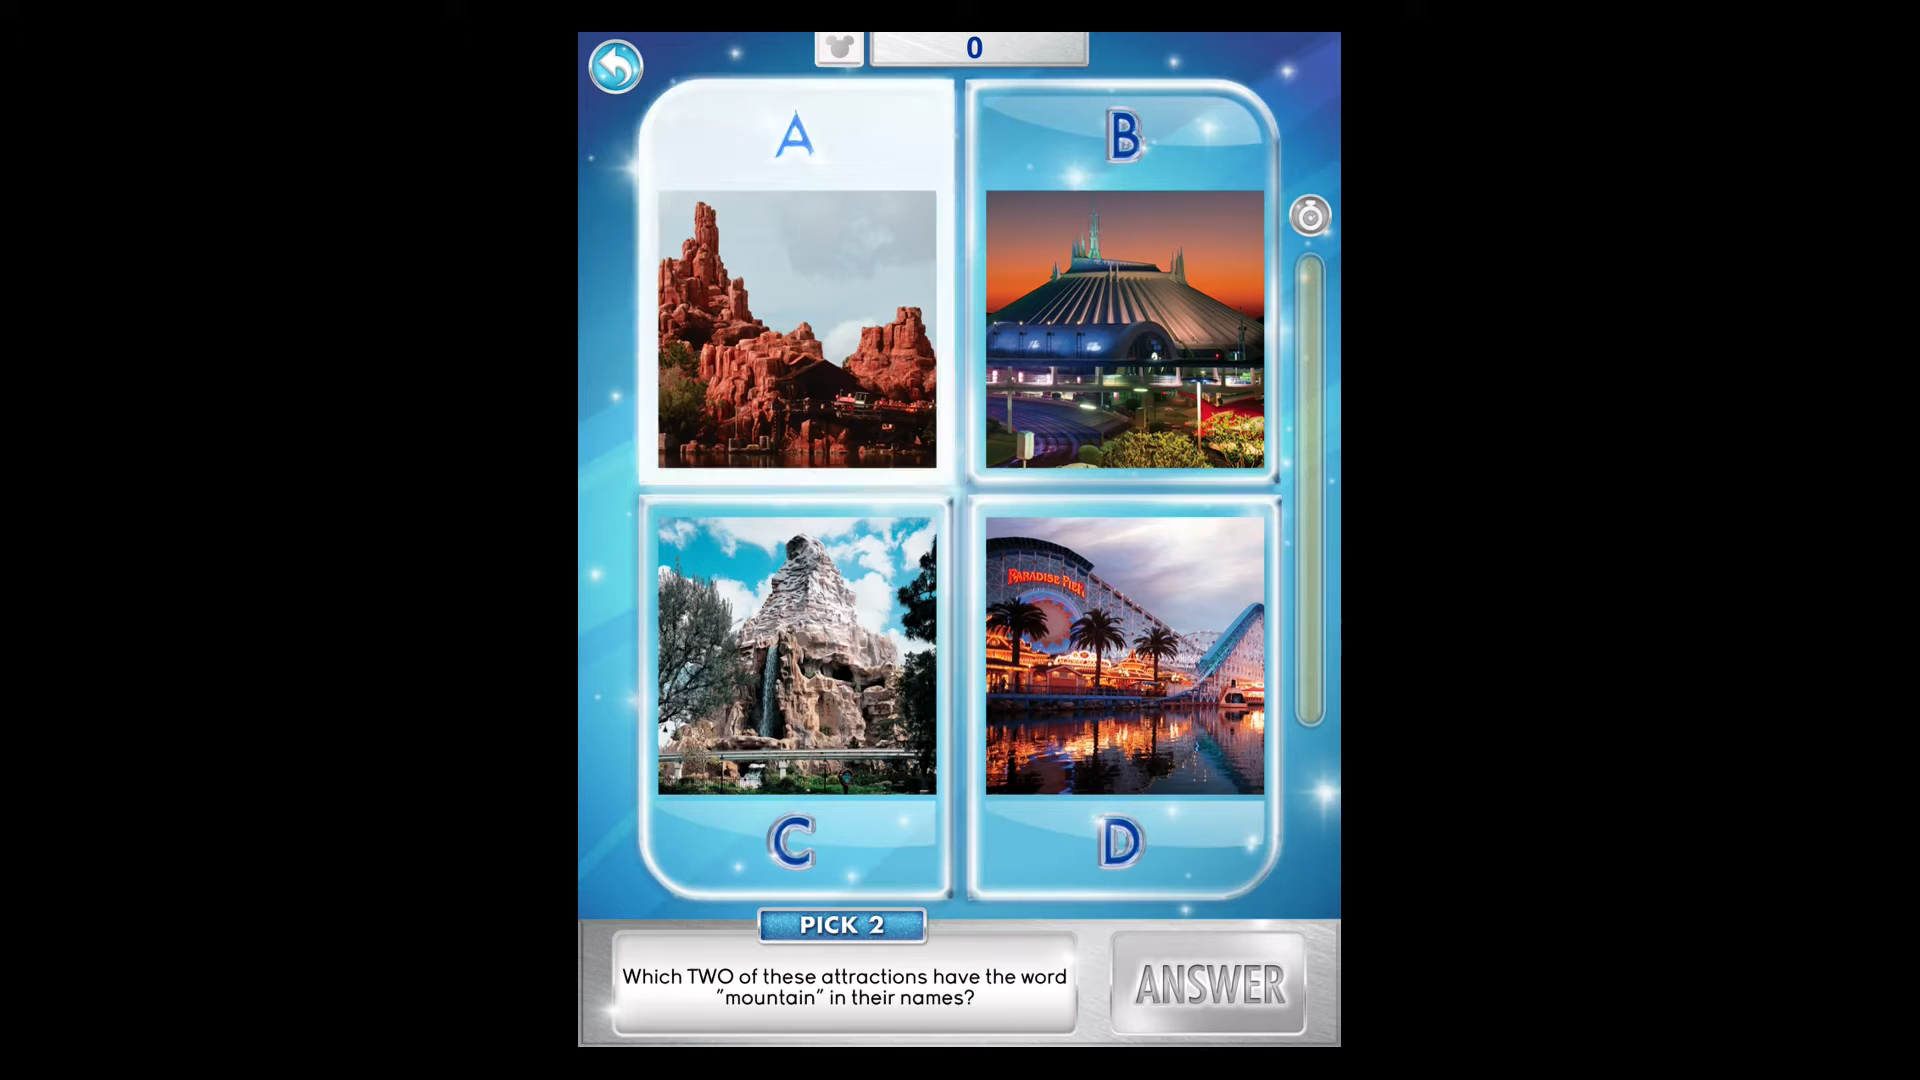 0
A
B
PARADISE PIER
C
D
PICK 2
Which TWO of these attractions have the word
"mountain" in their names?
ANSWER